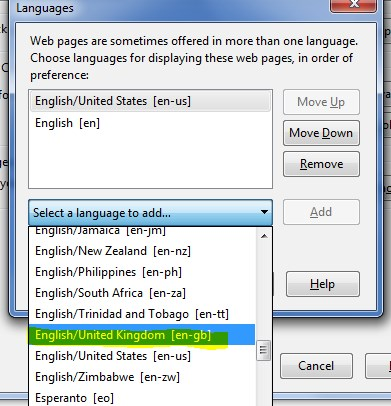 Languages
Web pages are sometimes offered in more than one language.
Choose languages for displaying these web pages, in order of
preference:
English/United States [en-us]
Move Up
English [en]
Move Down
Remove
Select a language to add...
Add
English/Jamaica [en-jm]
English/New Zealand [en-nz]
English/Philippines [en-ph]
English/South Africa [en-za]
Help
English/Trinidad and Tobago [en-tt]
English/United Kingdom [en-gb]
English/United States [en-us]
Cancel
English/Zimbabwe [en-zw]
Esperanto [eo]